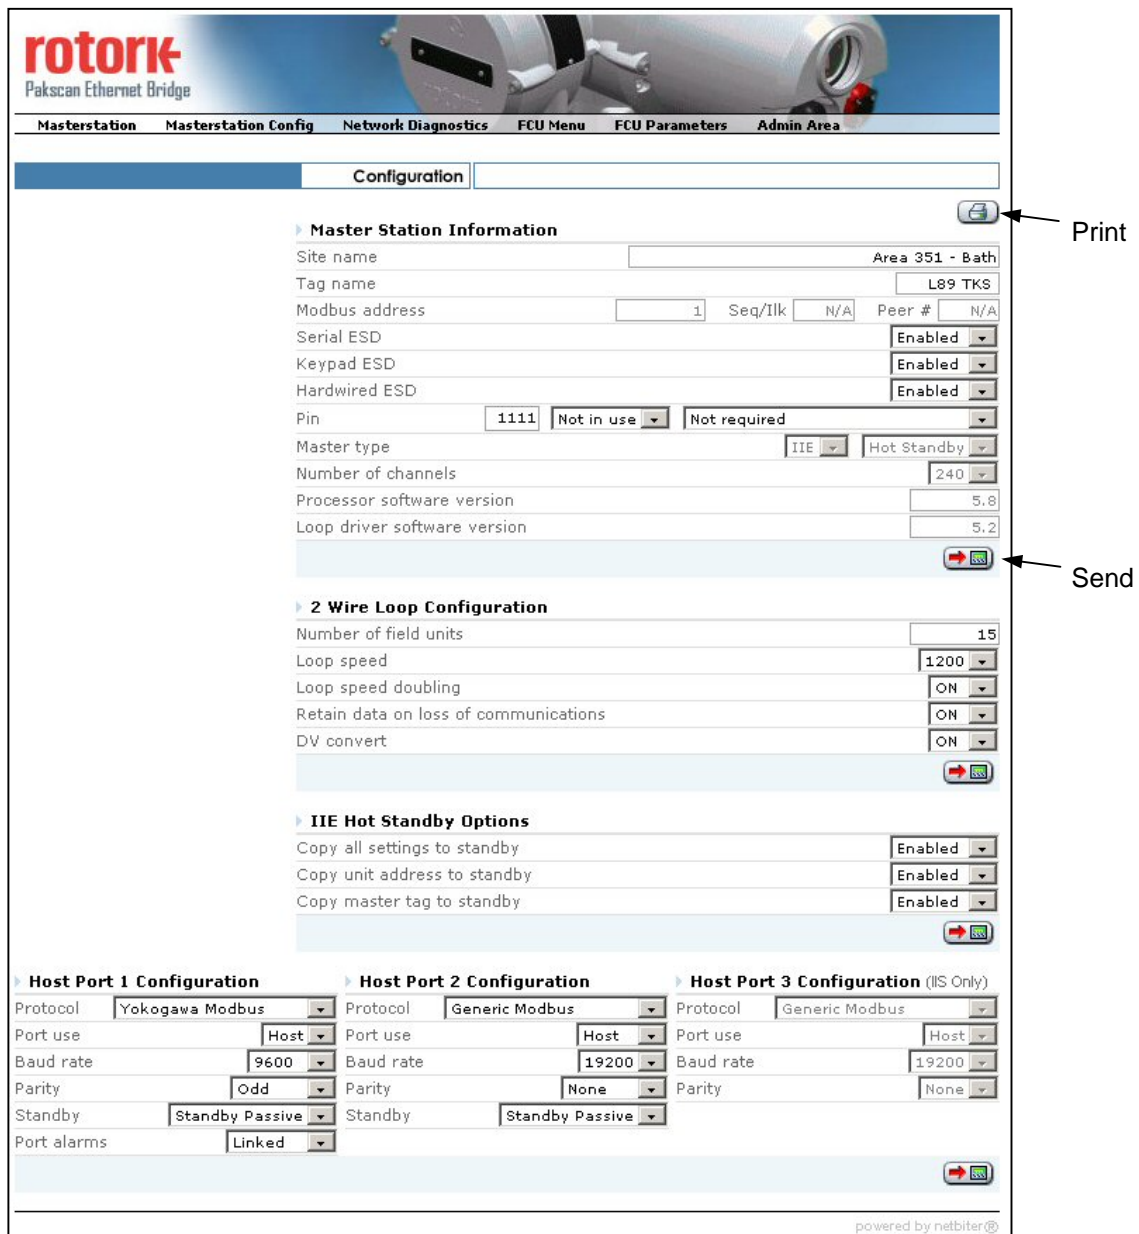 rotork
Pakscan Ethernet Bridge
Masterstation Masterstation Config Network Diagnostics FCU Menu FCU Parameters Admin Area
Configuration
Print
Master Station Information
Site name Area 351 - Bath
Tag name L89 TKS
Modbus address 1 Seq/Ilk N/A Peer # N/A
Serial ESD Enabled
Keypad ESD Enabled
Hardwired ESD Enabled
Pin 1111 Not in use Not required
Master type IIE Hot Standby
Number of channels 240
Processor software version 5.8
Loop driver software version 5.2
Send
2 Wire Loop Configuration
Number of field units 15
Loop speed 1200
Loop speed doubling ON
Retain data on loss of communications ON
DV convert ON
IIE Hot Standby Options
Copy all settings to standby Enabled
Copy unit address to standby Enabled
Copy master tag to standby Enabled
Host Port 1 Configuration Host Port 2 Configuration Host Port 3 Configuration (IIS Only)
Protocol Yokogawa Modbus Protocol Generic Modbus Protocol Generic Modbus
Port use Host Port use Host Port use Host
Baud rate 9600 Baud rate 19200 Baud rate 19200
Parity Odd Parity None Parity None
Standby Standby Passive Standby Standby Passive
Port alarms Linked
powered by netbiter®